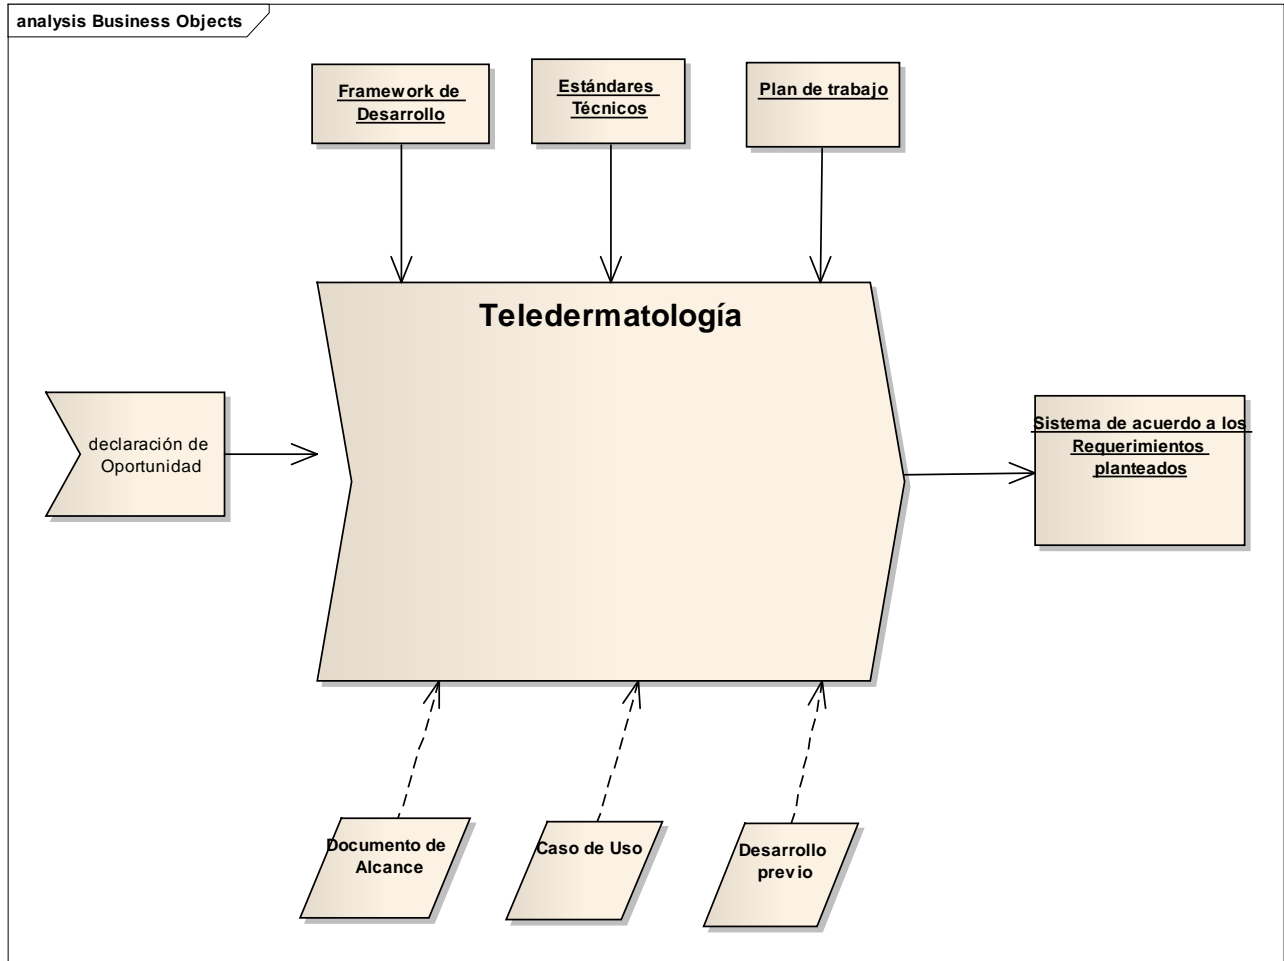 analysis Business Objects
Framework de
Desarrollo
Estándares
Técnicos
Plan de trabajo
Teledermatología
declaración de
Oportunidad
Sistema de acuerdo a los
Requerimientos
planteados
Documento de
Alcance
Caso de Uso
Desarrollo
previo